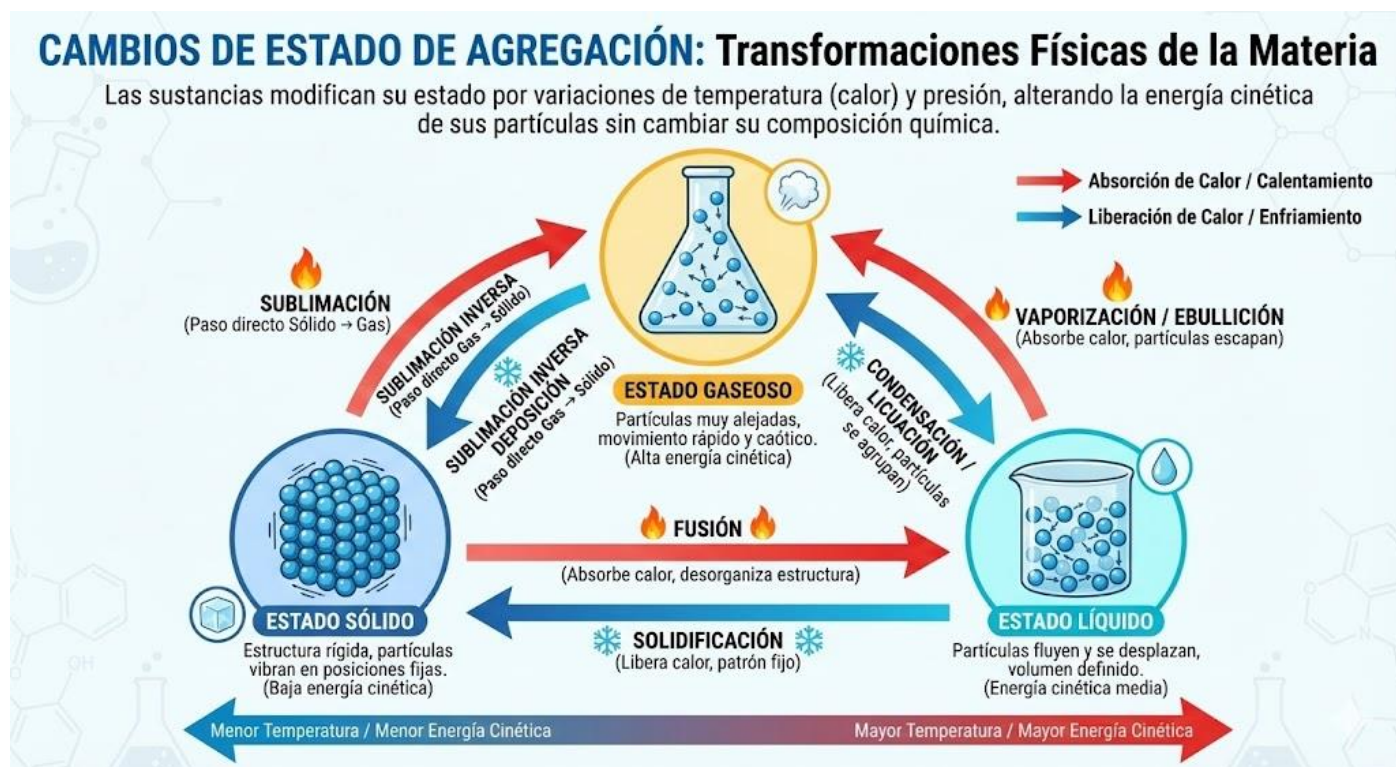 CAMBIOS DE ESTADO DE AGREGACIÓN: Transformaciones Físicas de la Materia
Las sustancias modifican su estado por variaciones de temperatura (calor) y presión, alterando la energía cinética
de sus partículas sin cambiar su composición química.
Absorción de Calor / Calentamiento
Liberación de Calor / Enfriamiento
SUBLIMACIÓN
(Paso directo Sólido → Gas)
SUBLIMACIÓN INVERSA
(Paso directo Gas → Sólido)
SUBLIMACIÓN INVERSA
DEPOSICIÓN
(Paso directo Gas → Sólido)
ESTADO GASEOSO
Partículas muy alejadas,
movimiento rápido y caótico.
(Alta energía cinética)
CONDENSACIÓN /
LICUACIÓN
(Libera calor, partículas
se agrupan)
VAPORIZACIÓN / EBULLICIÓN
(Absorbe calor, partículas escapan)
FUSIÓN
(Absorbe calor, desorganiza estructura)
SOLIDIFICACIÓN
(Libera calor, patrón fijo)
ESTADO SÓLIDO
Estructura rígida, partículas
vibran en posiciones fijas.
(Baja energía cinética)
ESTADO LÍQUIDO
Partículas fluyen y se desplazan,
volumen definido.
(Energía cinética media)
Menor Temperatura / Menor Energía Cinética
Mayor Temperatura / Mayor Energía Cinética
N
OH
O
N